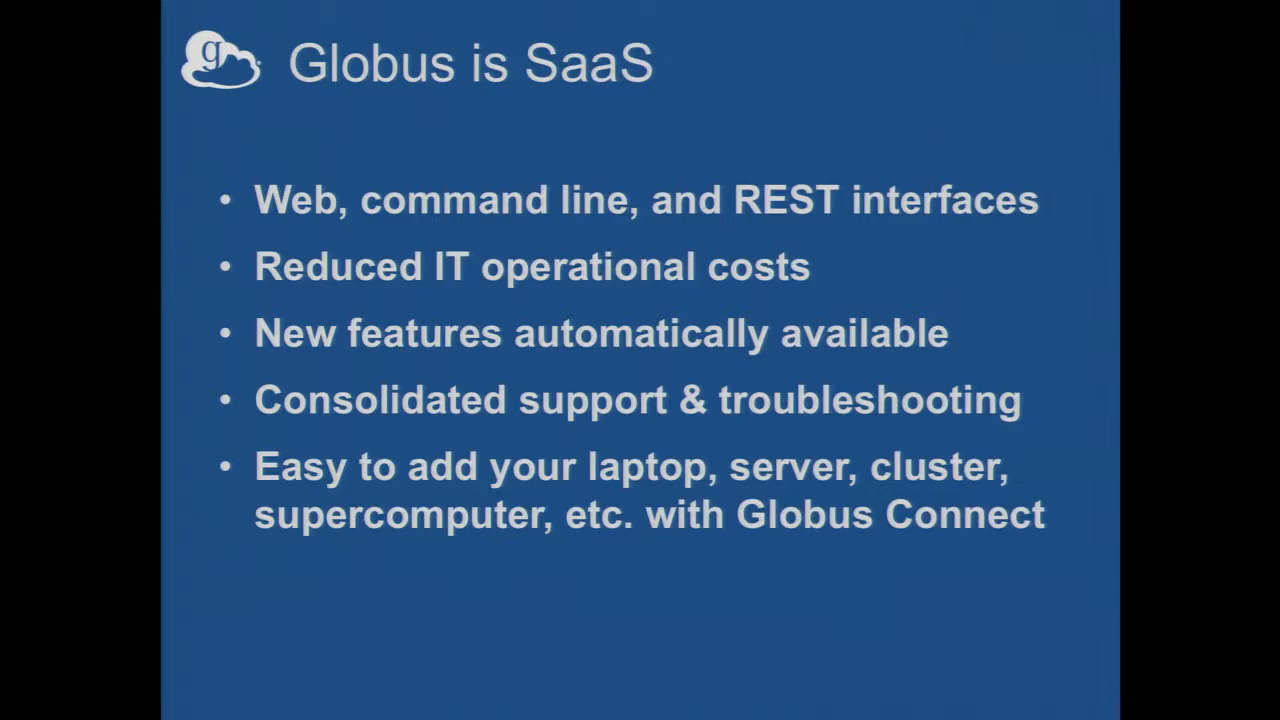 g
Globus is SaaS
• Web, command line, and REST interfaces
• Reduced IT operational costs
• New features automatically available
• Consolidated support & troubleshooting
• Easy to add your laptop, server, cluster,
supercomputer, etc. with Globus Connect